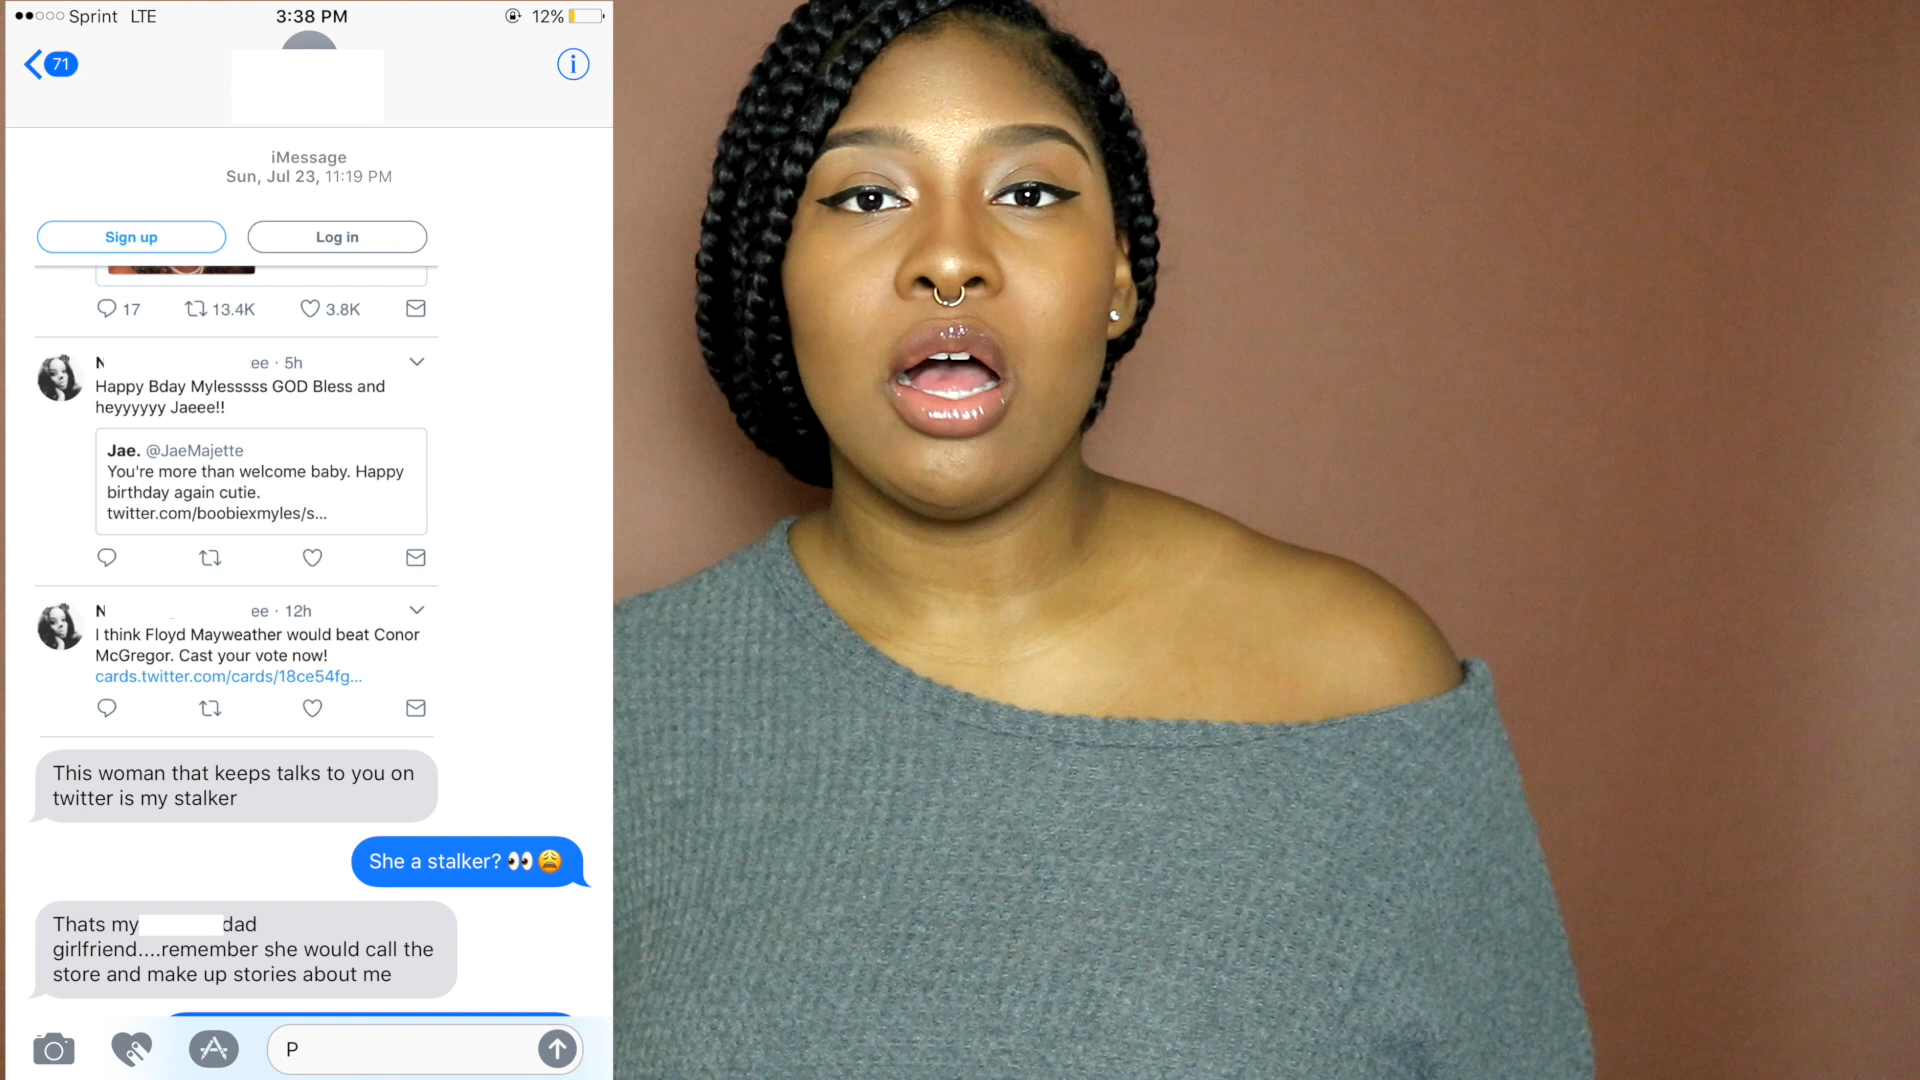 Sprint LTE 3:38 PM 12%
71
iMessage
Sun, Jul 23, 11:19 PM
Sign up Log in
17 13.4K 3.8K
N ee · 5h
Happy Bday Mylesssss GOD Bless and
heyyyyyy Jaeee!!
Jae. @JaeMajette
You're more than welcome baby. Happy
birthday again cutie.
twitter.com/boobiexmyles/s...
N ee · 12h
I think Floyd Mayweather would beat Conor
McGregor. Cast your vote now!
cards.twitter.com/cards/18ce54fg...
This woman that keeps talks to you on
twitter is my stalker
She a stalker? 👀😩
Thats my dad
girlfriend....remember she would call the
store and make up stories about me
P